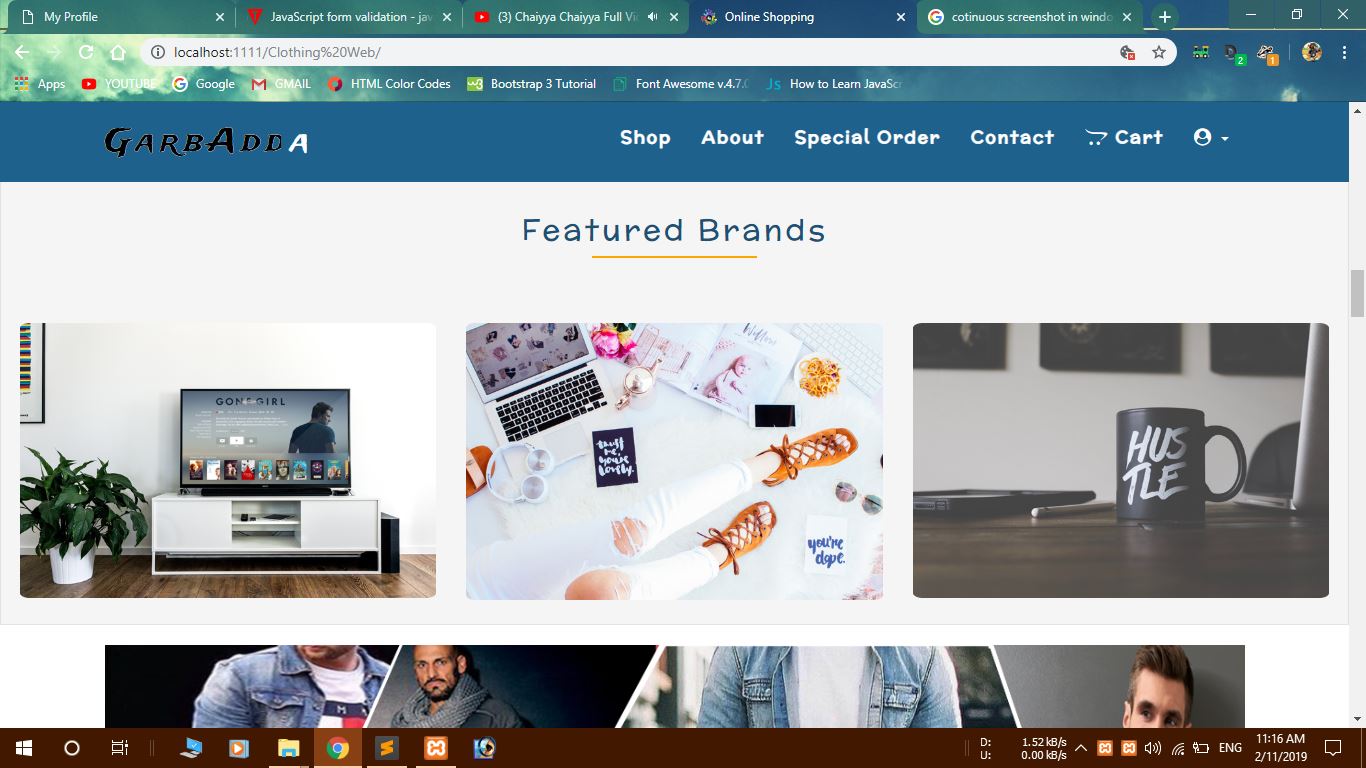 My Profile
JavaScript form validation - jav
(3) Chaiyya Chaiyya Full Vid
Online Shopping
cotinuous screenshot in windo
localhost:1111/Clothing%20Web/
2
1
Apps
YOUTUBE
Google
GMAIL
HTML Color Codes
Bootstrap 3 Tutorial
Font Awesome v.4.7.0
JS How to Learn JavaScr
GarbAdda
Shop About Special Order Contact Cart
Featured Brands
GONE GIRL
trust
me,
you're
lovely.
you're
dope.
HUS
TLE
D: 1.52 kB/s
U: 0.00 kB/s
ENG
11:16 AM
2/11/2019